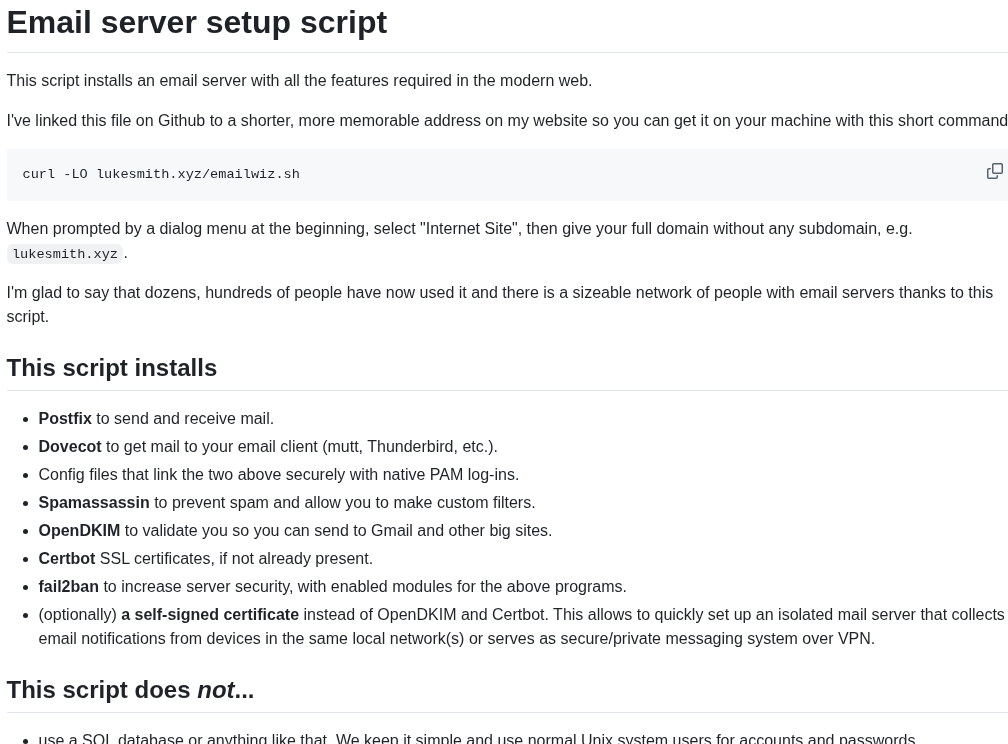 Email server setup script
This script installs an email server with all the features required in the modern web.
I've linked this file on Github to a shorter, more memorable address on my website so you can get it on your machine with this short command
curl -LO lukesmith.xyz/emailwiz.sh
When prompted by a dialog menu at the beginning, select "Internet Site", then give your full domain without any subdomain, e.g.
lukesmith.xyz.
I'm glad to say that dozens, hundreds of people have now used it and there is a sizeable network of people with email servers thanks to this
script.
This script installs
• Postfix to send and receive mail.
• Dovecot to get mail to your email client (mutt, Thunderbird, etc.).
• Config files that link the two above securely with native PAM log-ins.
• Spamassassin to prevent spam and allow you to make custom filters.
• OpenDKIM to validate you so you can send to Gmail and other big sites.
• Certbot SSL certificates, if not already present.
• fail2ban to increase server security, with enabled modules for the above programs.
• (optionally) a self-signed certificate instead of OpenDKIM and Certbot. This allows to quickly set up an isolated mail server that collects
email notifications from devices in the same local network(s) or serves as secure/private messaging system over VPN.
This script does not...
• use a SQL database or anything like that. We keep it simple and use normal Unix system users for accounts and passwords.